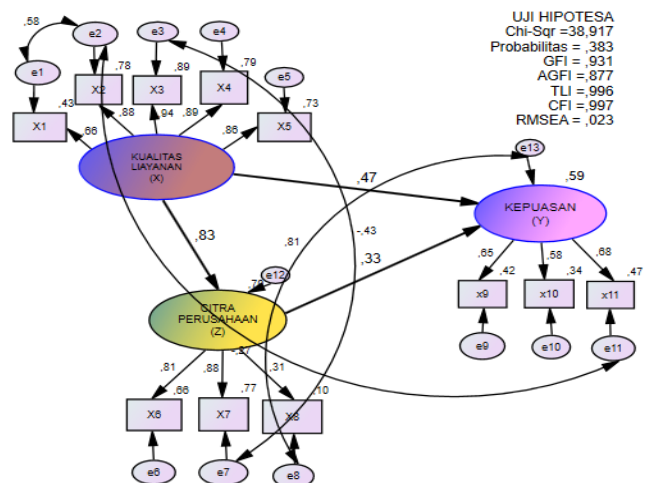 UJI HIPOTESA
Chi-Sqr =38,917
Probabilitas = ,383
GFI = ,931
AGFI = ,877
TLI = ,996
CFI = ,997
RMSEA = ,023
,58
e1
e2
e3
e4
e5
,43
,78
,89
,79
,73
X1
X2
X3
X4
X5
,66
,88
,94
,89
,86
KUALITAS
LIAYANAN
(X)
,47
,83
,81
-,43
,33
e13
,59
KEPUASAN
(Y)
,65
,58
,68
,42
,34
,47
x9
x10
x11
e9
e10
e11
e12
CITRA
PERUSAHAAN
(Z)
,81
,88
,31
,66
,77
,10
X6
X7
X8
e6
e7
e8